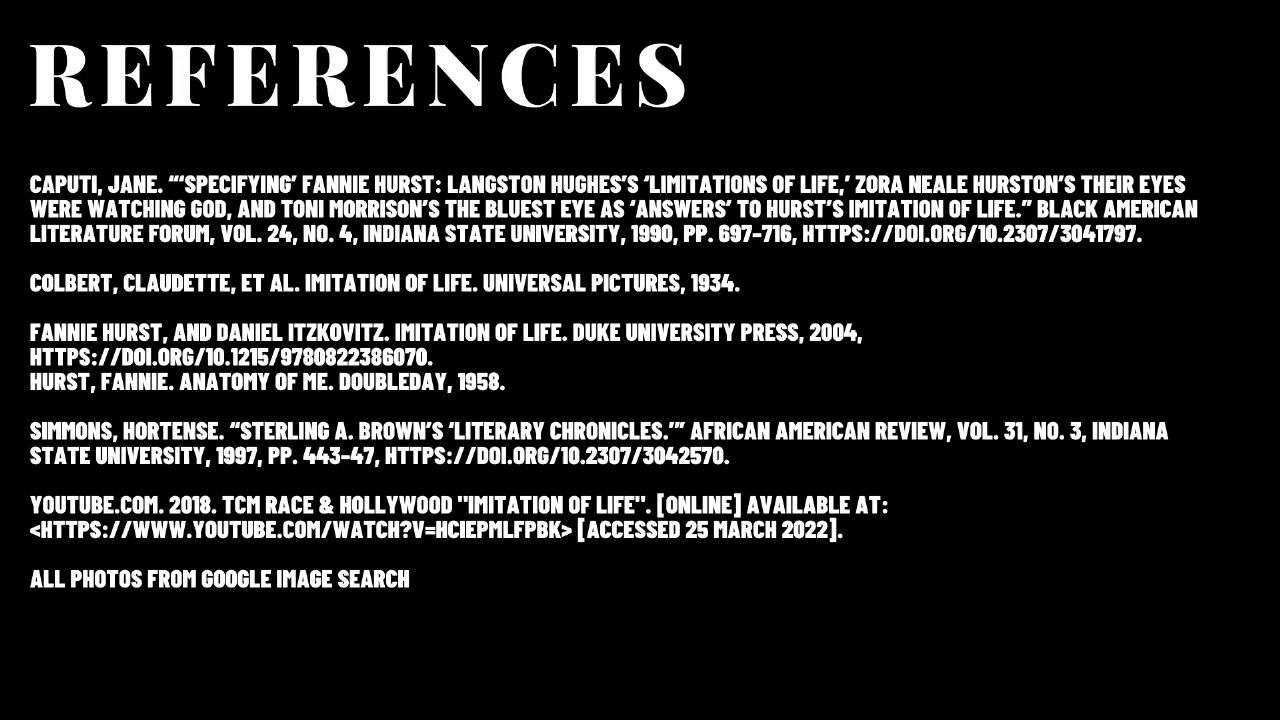 REFERENCES
CAPUTI, JANE. “‘SPECIFYING’ FANNIE HURST: LANGSTON HUGHES’S ‘LIMITATIONS OF LIFE,’ ZORA NEALE HURSTON’S THEIR EYES
WERE WATCHING GOD, AND TONI MORRISON’S THE BLUEST EYE AS ‘ANSWERS’ TO HURST’S IMITATION OF LIFE.” BLACK AMERICAN
LITERATURE FORUM, VOL. 24, NO. 4, INDIANA STATE UNIVERSITY, 1990, PP. 697–716, HTTPS://DOI.ORG/10.2307/3041797.
COLBERT, CLAUDETTE, ET AL. IMITATION OF LIFE. UNIVERSAL PICTURES, 1934.
FANNIE HURST, AND DANIEL ITZKOVITZ. IMITATION OF LIFE. DUKE UNIVERSITY PRESS, 2004,
HTTPS://DOI.ORG/10.1215/9780822386070.
HURST, FANNIE. ANATOMY OF ME. DOUBLEDAY, 1958.
SIMMONS, HORTENSE. “STERLING A. BROWN’S ‘LITERARY CHRONICLES.’” AFRICAN AMERICAN REVIEW, VOL. 31, NO. 3, INDIANA
STATE UNIVERSITY, 1997, PP. 443–47, HTTPS://DOI.ORG/10.2307/3042570.
YOUTUBE.COM. 2018. TCM RACE & HOLLYWOOD "IMITATION OF LIFE". [ONLINE] AVAILABLE AT:
<HTTPS://WWW.YOUTUBE.COM/WATCH?V=HCIEPMLFPBK> [ACCESSED 25 MARCH 2022].
ALL PHOTOS FROM GOOGLE IMAGE SEARCH